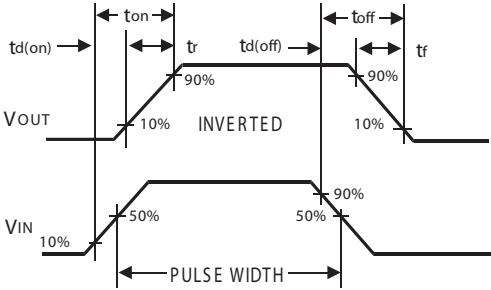 ton toff
td(on) tr td(off) tf
90% 90%
VOUT 10% INVERTED 10%
90%
50% 50%
VIN 10%
PULSE WIDTH